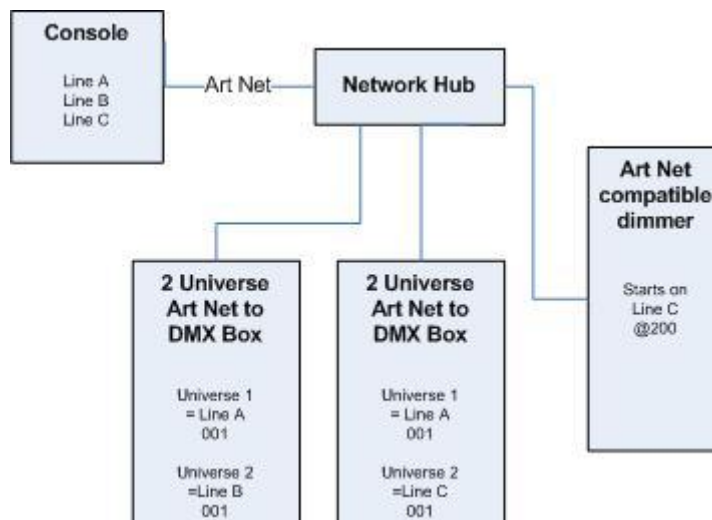 Console
Line A
Line B
Line C
Art Net
Network Hub
Art Net
compatible
dimmer
Starts on
Line C
@200
2 Universe
Art Net to
DMX Box
Universe 1
= Line A
001
Universe 2
=Line B
001
2 Universe
Art Net to
DMX Box
Universe 1
= Line A
001
Universe 2
=Line C
001